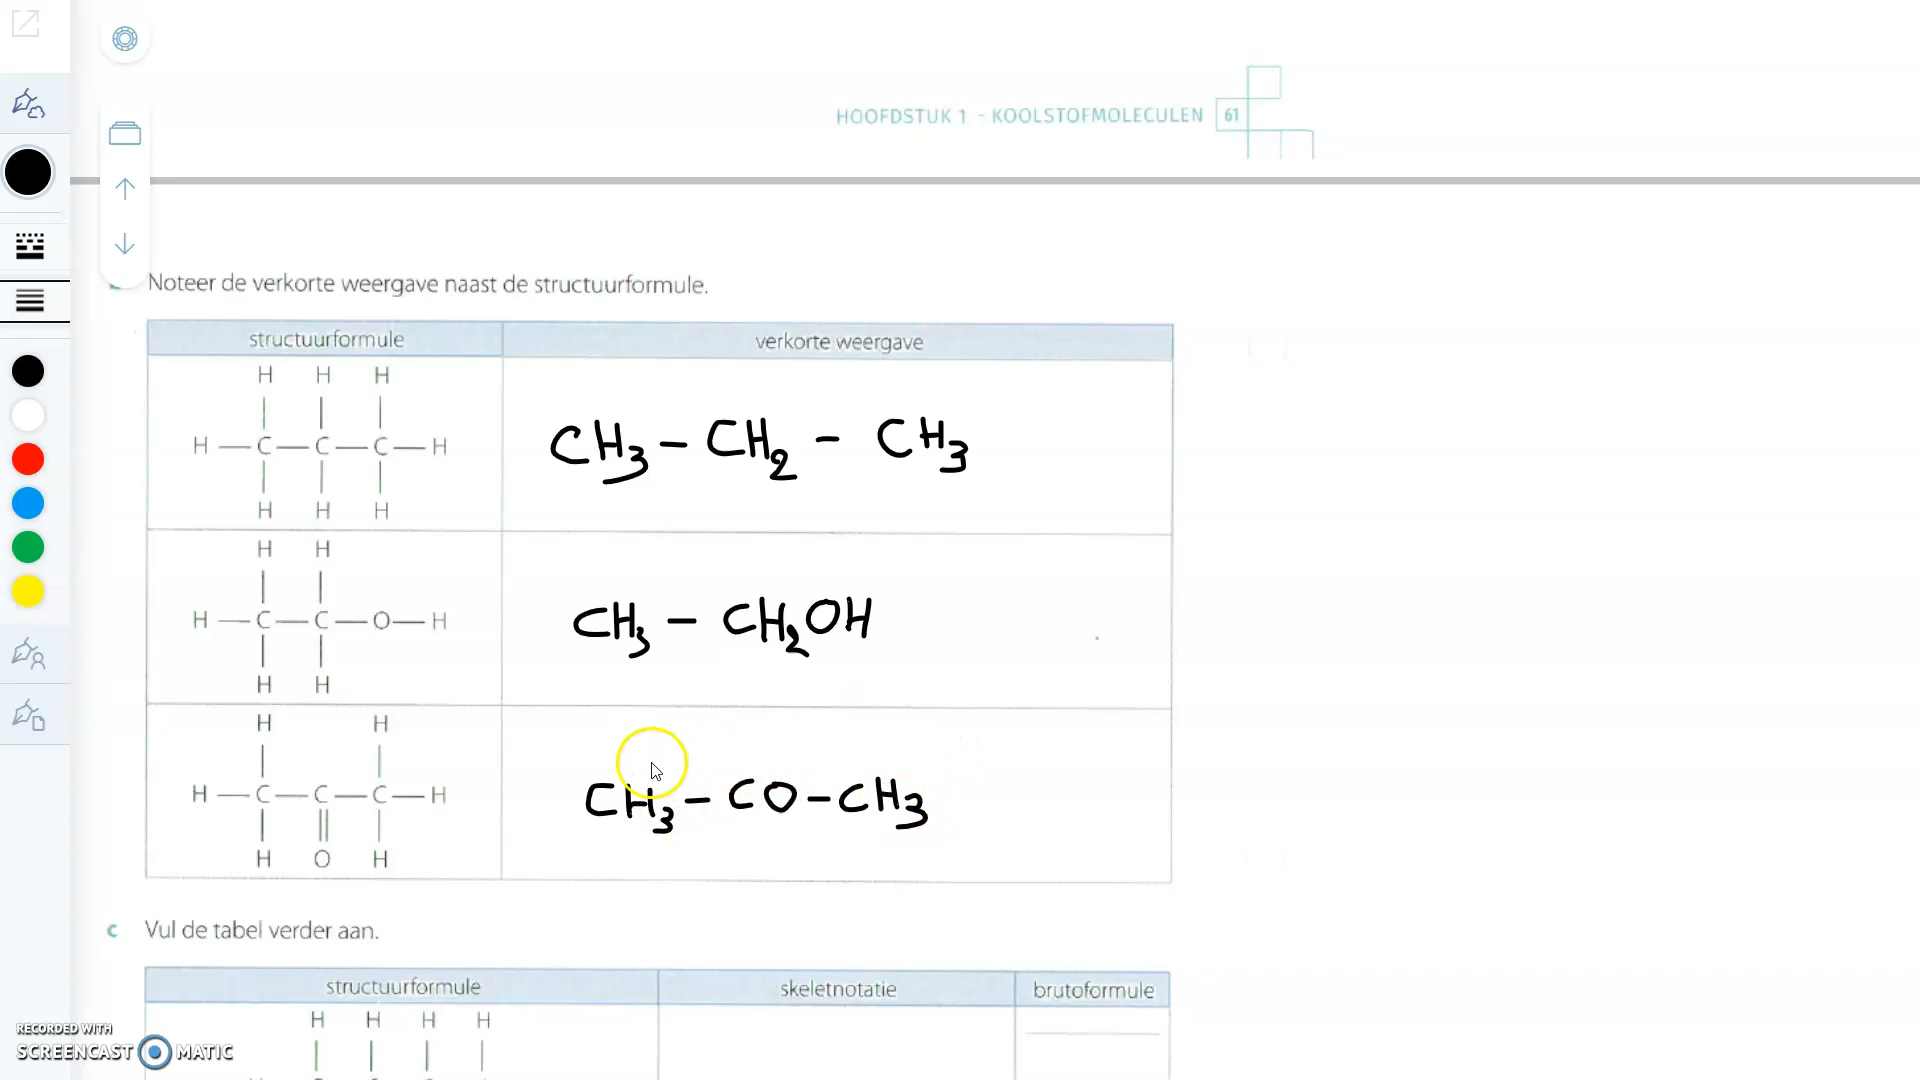 HOOFDSTUK 1 - KOOLSTOFMOLECULEN 61
Noteer de verkorte weergave naast de structuurformule.
structuurformule verkorte weergave
H H H
H — C — C — C — H CH3 – CH2 – CH3
H H H
H H
H — C — C — O — H CH3 – CH2OH
H H
H H
H — C — C — C — H CH3 – CO – CH3
H O H
c Vul de tabel verder aan.
structuurformule skeletnotatie brutoformule
H H H H
RECORDED WITH
SCREENCAST MATIC